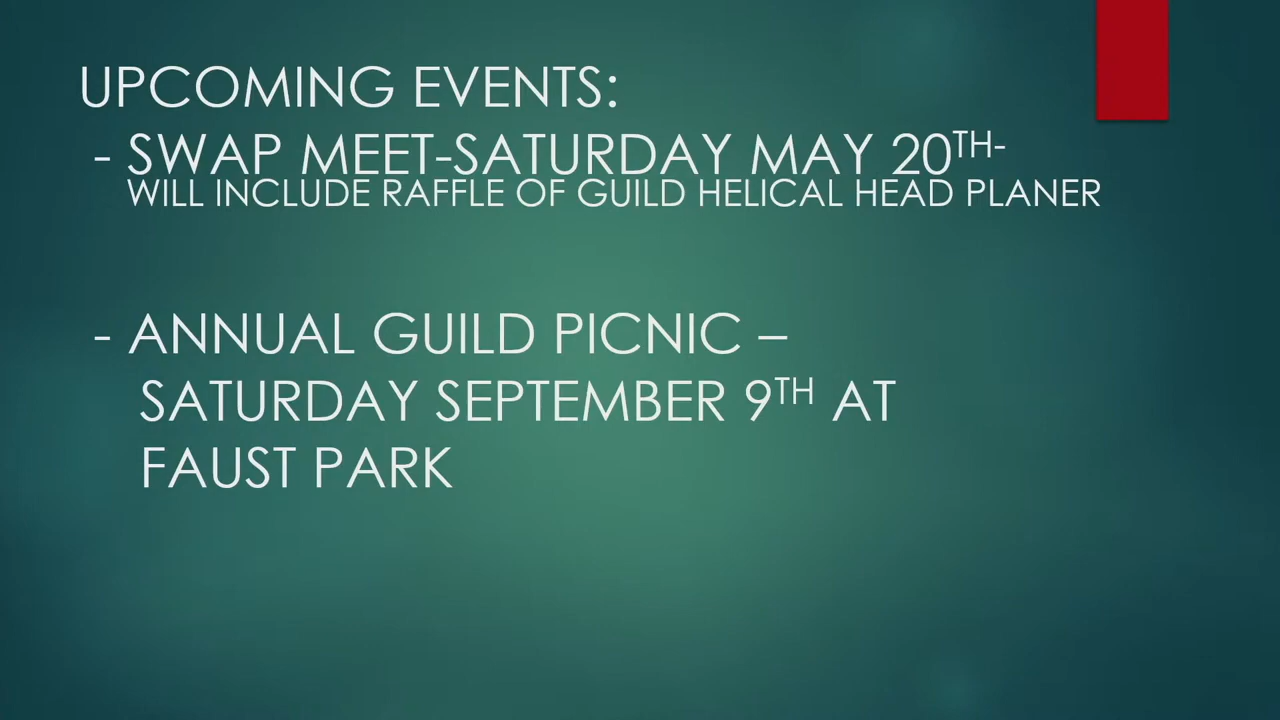 UPCOMING EVENTS:
- SWAP MEET-SATURDAY MAY 20TH-
WILL INCLUDE RAFFLE OF GUILD HELICAL HEAD PLANER
- ANNUAL GUILD PICNIC –
SATURDAY SEPTEMBER 9TH AT
FAUST PARK